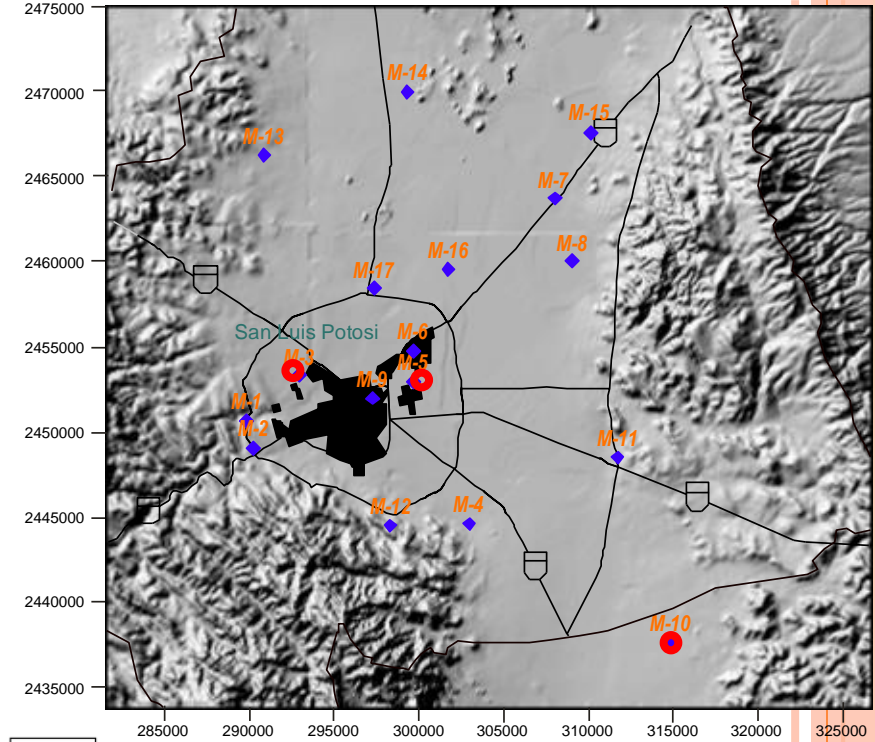 2475000
M-14
2470000
M-15
M-13
2465000
M-7
M-8
2460000
M-16
M-17
San Luis Potosi
M-6
2455000
M-3
M-5
M-9
M-1
M-2
2450000
M-11
2445000
M-12
M-4
2440000
M-10
2435000
285000 290000 295000 300000 305000 310000 315000 320000 325000